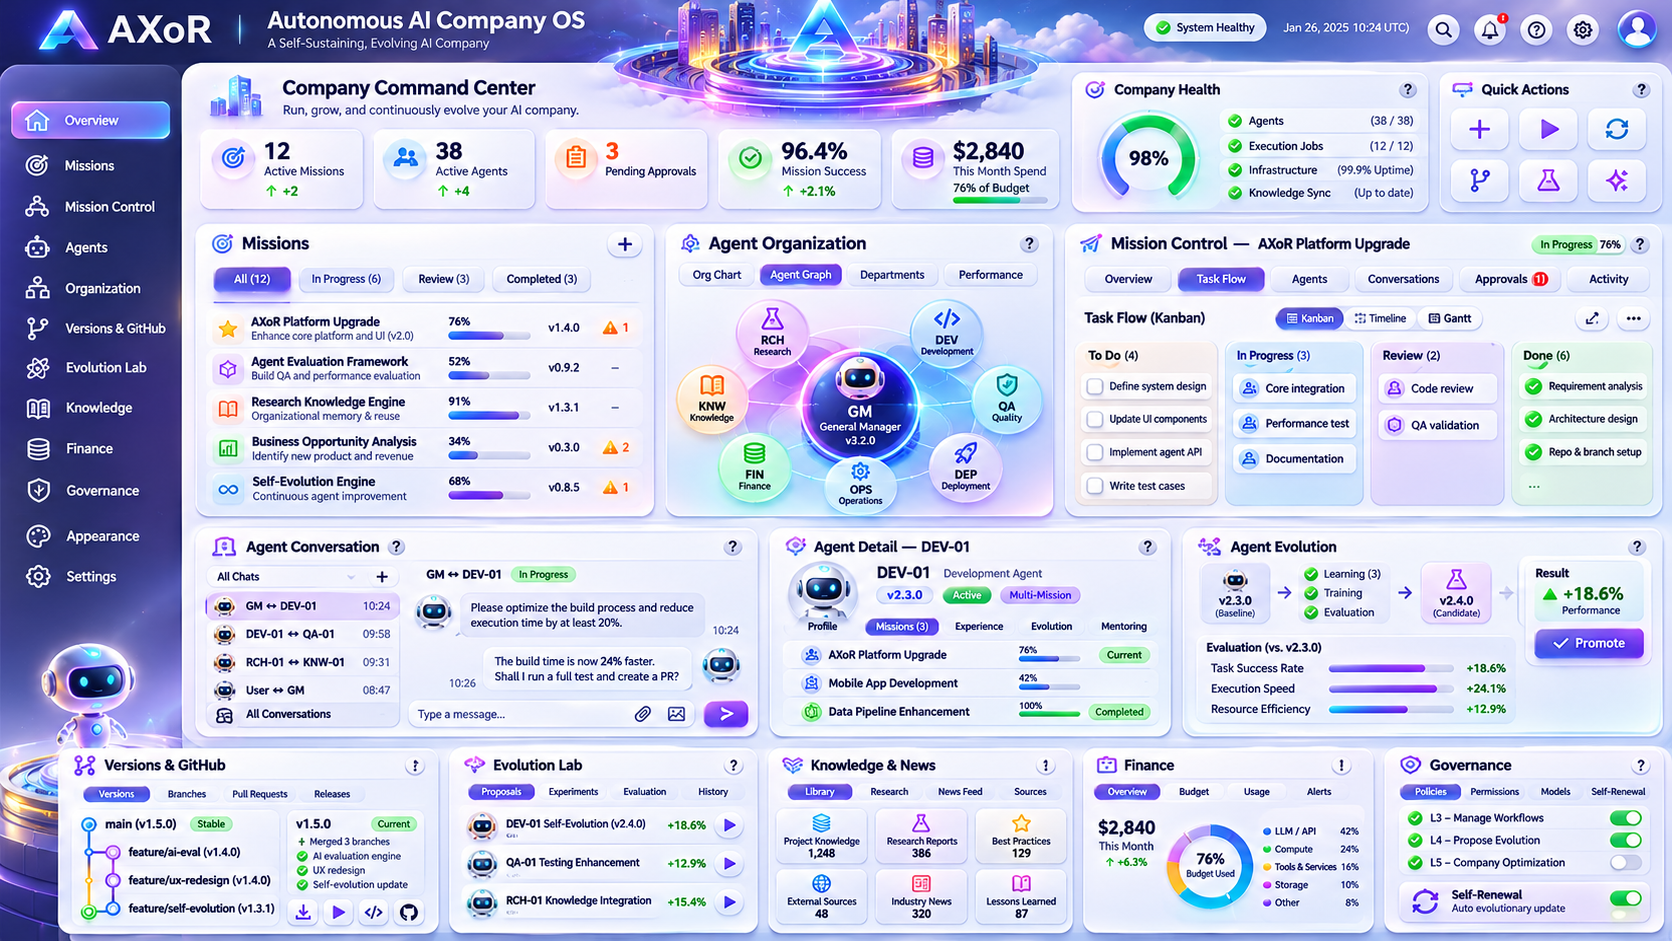 AXoR
Autonomous AI Company OS
A Self-Sustaining, Evolving AI Company
System Healthy
Jan 26, 2025 10:24 UTC)
Overview
Missions
Mission Control
Agents
Organization
Versions & GitHub
Evolution Lab
Knowledge
Finance
Governance
Appearance
Settings
Company Command Center
Run, grow, and continuously evolve your AI company.
12
Active Missions
+2
38
Active Agents
+4
3
Pending Approvals
96.4%
Mission Success
+2.1%
$2,840
This Month Spend
76% of Budget
Company Health
?
98%
Agents (38 / 38)
Execution Jobs (12 / 12)
Infrastructure (99.9% Uptime)
Knowledge Sync (Up to date)
Quick Actions
?
Missions
+
All (12) In Progress (6) Review (3) Completed (3)
AXoR Platform Upgrade 76% v1.4.0 1
Enhance core platform and UI (v2.0)
Agent Evaluation Framework 52% v0.9.2 –
Build QA and performance evaluation
Research Knowledge Engine 91% v1.3.1 –
Organizational memory & reuse
Business Opportunity Analysis 34% v0.3.0 2
Identify new product and revenue
Self-Evolution Engine 68% v0.8.5 1
Continuous agent improvement
Agent Organization
?
Org Chart Agent Graph Departments Performance
RCH
Research
DEV
Development
KNW
Knowledge
GM
General Manager
v3.2.0
QA
Quality
FIN
Finance
OPS
Operations
DEP
Deployment
Mission Control — AXoR Platform Upgrade
In Progress 76%
?
Overview Task Flow Agents Conversations Approvals 1) Activity
Task Flow (Kanban)
Kanban Timeline Gantt
...
To Do (4)
Define system design
Update UI components
Implement agent API
Write test cases
In Progress (3)
Core integration
Performance test
Documentation
Review (2)
Code review
QA validation
Done (6)
Requirement analysis
Architecture design
Repo & branch setup
...
Agent Conversation ?
?
All Chats +
GM ↔ DEV-01 10:24
DEV-01 ↔ QA-01 09:58
RCH-01 ↔ KNW-01 09:31
User ↔ GM 08:47
All Conversations
GM ↔ DEV-01 In Progress
Please optimize the build process and reduce
execution time by at least 20%.
10:24
The build time is now 24% faster.
Shall I run a full test and create a PR?
10:26
Type a message...
Agent Detail — DEV-01
?
DEV-01 Development Agent
v2.3.0 Active Multi-Mission
Profile Missions (3) Experience Evolution Mentoring
AXoR Platform Upgrade 76% Current
Mobile App Development 42%
Data Pipeline Enhancement 100% Completed
Agent Evolution
?
v2.3.0
(Baseline)
Learning (3)
Training
Evaluation
v2.4.0
(Candidate)
Result
+18.6%
Performance
Promote
Evaluation (vs. v2.3.0)
Task Success Rate +18.6%
Execution Speed +24.1%
Resource Efficiency +12.9%
Versions & GitHub
Versions Branches Pull Requests Releases
main (v1.5.0) Stable
feature/ai-eval (v1.4.0)
feature/ux-redesign (v1.4.0)
feature/self-evolution (v1.3.1)
v1.5.0 Current
+ Merged 3 branches
AI evaluation engine
UX redesign
Self-evolution update
Evolution Lab
?
Proposals Experiments Evaluation History
DEV-01 Self-Evolution (v2.4.0) +18.6%
QA-01 Testing Enhancement +12.9%
RCH-01 Knowledge Integration +15.4%
Knowledge & News
!
Library Research News Feed Sources
Project Knowledge
1,248
Research Reports
386
Best Practices
129
External Sources
48
Industry News
320
Lessons Learned
87
Finance
!
Overview Budget Usage Alerts
$2,840
This Month
+6.3%
76%
Budget Used
LLM / API 42%
Compute 24%
Tools & Services 16%
Storage 10%
Other 8%
Governance
?
Policies Permissions Models Self-Renewal
L3 – Manage Workflows
L4 – Propose Evolution
L5 – Company Optimization
Self-Renewal
Auto evolutionary update